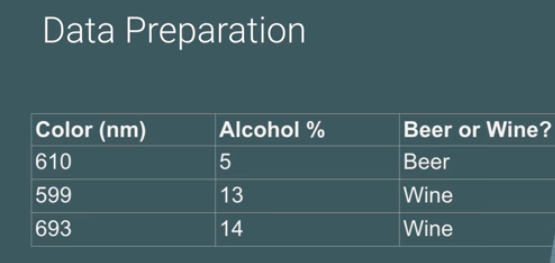 Data Preparation
Color (nm) Alcohol % Beer or Wine?
610 5 Beer
599 13 Wine
693 14 Wine